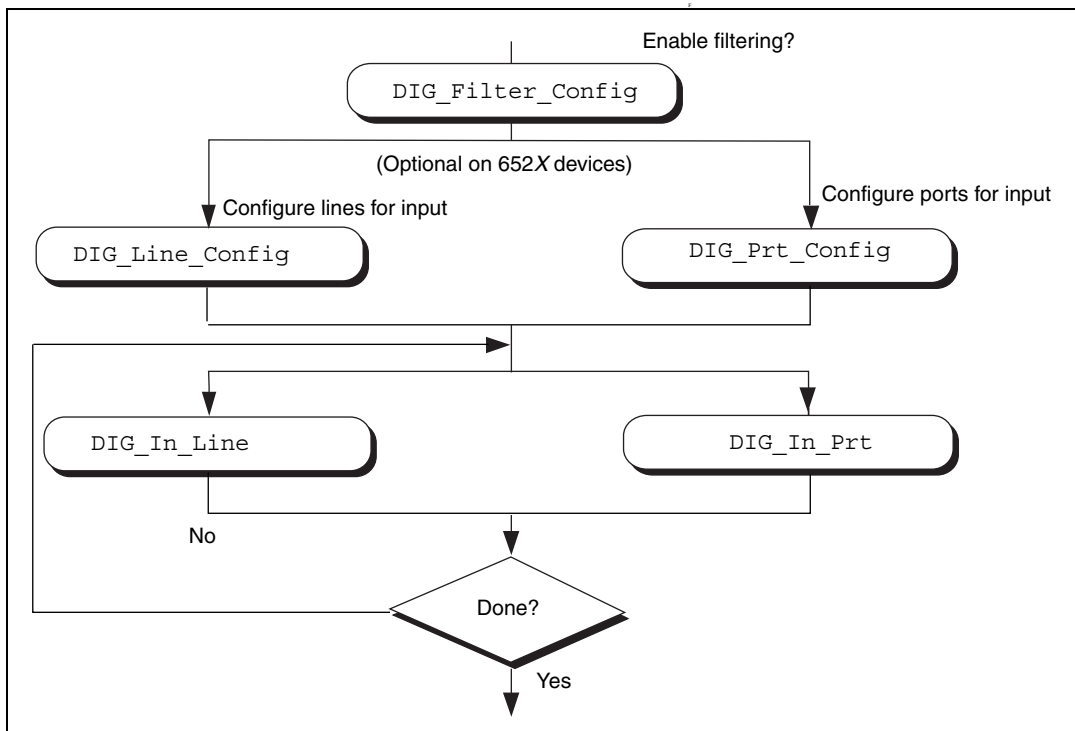 Enable filtering?
DIG_Filter_Config
(Optional on 652X devices)
Configure lines for input
Configure ports for input
DIG_Line_Config
DIG_Prt_Config
DIG_In_Line
DIG_In_Prt
No
Done?
Yes